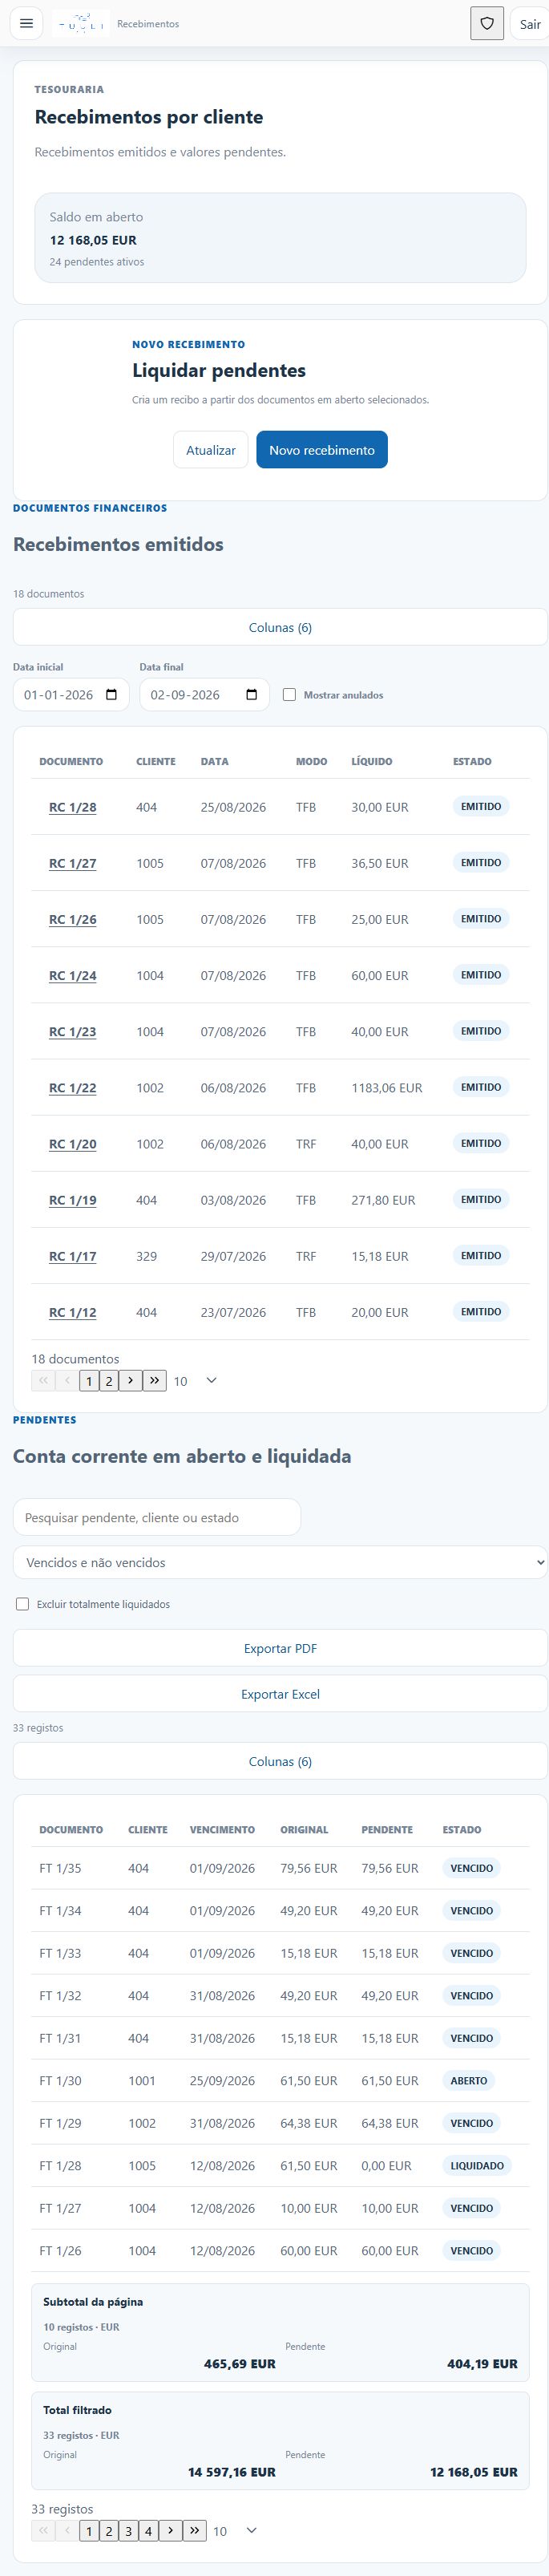 Recebimentos
Sair
TESOURARIA
Recebimentos por cliente
Recebimentos emitidos e valores pendentes.
Saldo em aberto
12 168,05 EUR
24 pendentes ativos
NOVO RECEBIMENTO
Liquidar pendentes
Cria um recibo a partir dos documentos em aberto selecionados.
Atualizar Novo recebimento
DOCUMENTOS FINANCEIROS
Recebimentos emitidos
18 documentos
Colunas (6)
Data inicial Data final
01-01-2026 02-09-2026 Mostrar anulados
DOCUMENTO CLIENTE DATA MODO LÍQUIDO ESTADO
RC 1/28 404 25/08/2026 TFB 30,00 EUR EMITIDO
RC 1/27 1005 07/08/2026 TFB 36,50 EUR EMITIDO
RC 1/26 1005 07/08/2026 TFB 25,00 EUR EMITIDO
RC 1/24 1004 07/08/2026 TFB 60,00 EUR EMITIDO
RC 1/23 1004 07/08/2026 TFB 40,00 EUR EMITIDO
RC 1/22 1002 06/08/2026 TFB 1183,06 EUR EMITIDO
RC 1/20 1002 06/08/2026 TRF 40,00 EUR EMITIDO
RC 1/19 404 03/08/2026 TFB 271,80 EUR EMITIDO
RC 1/17 329 29/07/2026 TRF 15,18 EUR EMITIDO
RC 1/12 404 23/07/2026 TFB 20,00 EUR EMITIDO
18 documentos
« ‹ 1 2 › » 10
PENDENTES
Conta corrente em aberto e liquidada
Pesquisar pendente, cliente ou estado
Vencidos e não vencidos
Excluir totalmente liquidados
Exportar PDF
Exportar Excel
33 registos
Colunas (6)
DOCUMENTO CLIENTE VENCIMENTO ORIGINAL PENDENTE ESTADO
FT 1/35 404 01/09/2026 79,56 EUR 79,56 EUR VENCIDO
FT 1/34 404 01/09/2026 49,20 EUR 49,20 EUR VENCIDO
FT 1/33 404 01/09/2026 15,18 EUR 15,18 EUR VENCIDO
FT 1/32 404 31/08/2026 49,20 EUR 49,20 EUR VENCIDO
FT 1/31 404 31/08/2026 15,18 EUR 15,18 EUR VENCIDO
FT 1/30 1001 25/09/2026 61,50 EUR 61,50 EUR ABERTO
FT 1/29 1002 31/08/2026 64,38 EUR 64,38 EUR VENCIDO
FT 1/28 1005 12/08/2026 61,50 EUR 0,00 EUR LIQUIDADO
FT 1/27 1004 12/08/2026 10,00 EUR 10,00 EUR VENCIDO
FT 1/26 1004 12/08/2026 60,00 EUR 60,00 EUR VENCIDO
Subtotal da página
10 registos · EUR
Original Pendente
465,69 EUR 404,19 EUR
Total filtrado
33 registos · EUR
Original Pendente
14 597,16 EUR 12 168,05 EUR
33 registos
« ‹ 1 2 3 4 › » 10